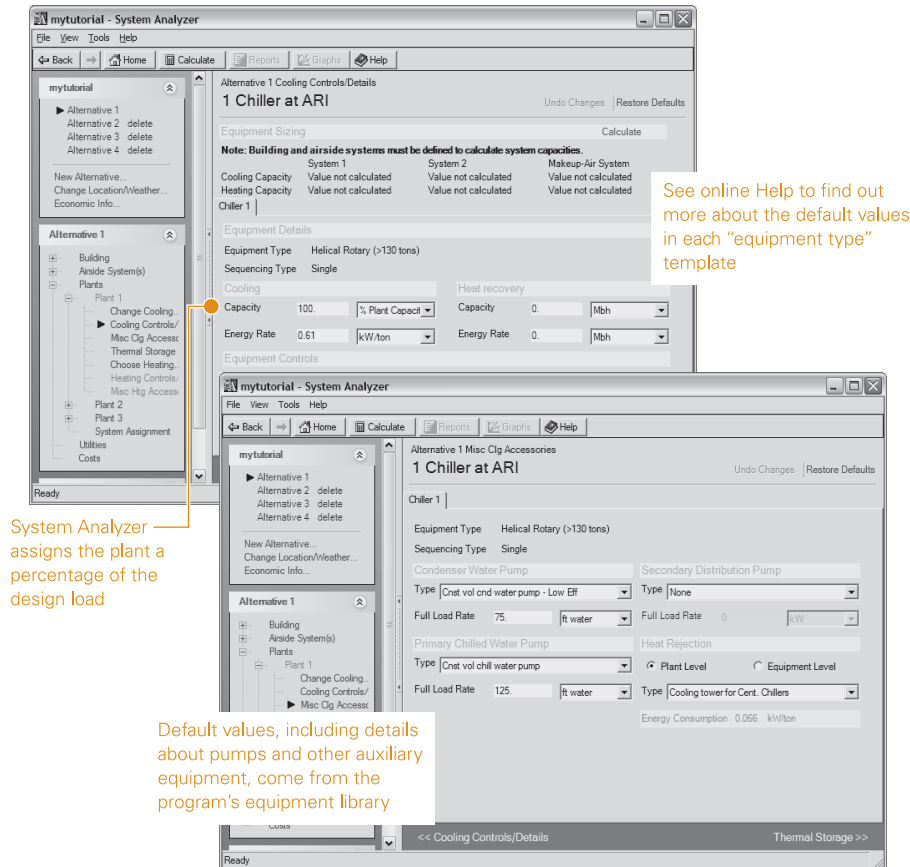 mytutorial - System Analyzer
File View Tools Help
Back Home Calculate Reports Graphs Help
mytutorial
Alternative 1
Alternative 2 delete
Alternative 3 delete
Alternative 4 delete
New Alternative...
Change Location/Weather...
Economic Info...
Alternative 1
Building
Airside System(s)
Plants
Plant 1
Change Cooling..
Cooling Controls/
Misc Clg Accessc
Thermal Storage
Choose Heating..
Heating Controls/
Misc Htg Access
Plant 2
Plant 3
System Assignment
Utilities
Costs
Ready
Alternative 1 Cooling Controls/Details
1 Chiller at ARI
Undo Changes Restore Defaults
Equipment Sizing Calculate
Note: Building and airside systems must be defined to calculate system capacities.
System 1 System 2 Makeup-Air System
Cooling Capacity Value not calculated Value not calculated Value not calculated
Heating Capacity Value not calculated Value not calculated Value not calculated
Chiller 1
Equipment Details
Equipment Type Helical Rotary (>130 tons)
Sequencing Type Single
Cooling Heat recovery
Capacity 100. % Plant Capacit Capacity 0. Mbh
Energy Rate 0.61 kW/ton Energy Rate 0. Mbh
Equipment Controls
See online Help to find out
more about the default values
in each “equipment type”
template
System Analyzer
assigns the plant a
percentage of the
design load
mytutorial - System Analyzer
File View Tools Help
Back Home Calculate Reports Graphs Help
mytutorial
Alternative 1
Alternative 2 delete
Alternative 3 delete
Alternative 4 delete
New Alternative...
Change Location/Weather...
Economic Info...
Alternative 1
Building
Airside System(s)
Plants
Plant 1
Change Cooling..
Cooling Controls/
Misc Clg Accessc
Costs
Ready
Alternative 1 Misc Clg Accessories
1 Chiller at ARI
Undo Changes Restore Defaults
Chiller 1
Equipment Type Helical Rotary (>130 tons)
Sequencing Type Single
Condenser Water Pump Secondary Distribution Pump
Type Cnst vol cnd water pump - Low Eff Type None
Full Load Rate 75. ft water Full Load Rate 0. kW
Primary Chilled Water Pump Heat Rejection
Type Cnst vol chill water pump Plant Level Equipment Level
Full Load Rate 125. ft water Type Cooling tower for Cent. Chillers
Energy Consumption 0.066 kW/ton
<< Cooling Controls/Details Thermal Storage >>
Default values, including details
about pumps and other auxiliary
equipment, come from the
program’s equipment library